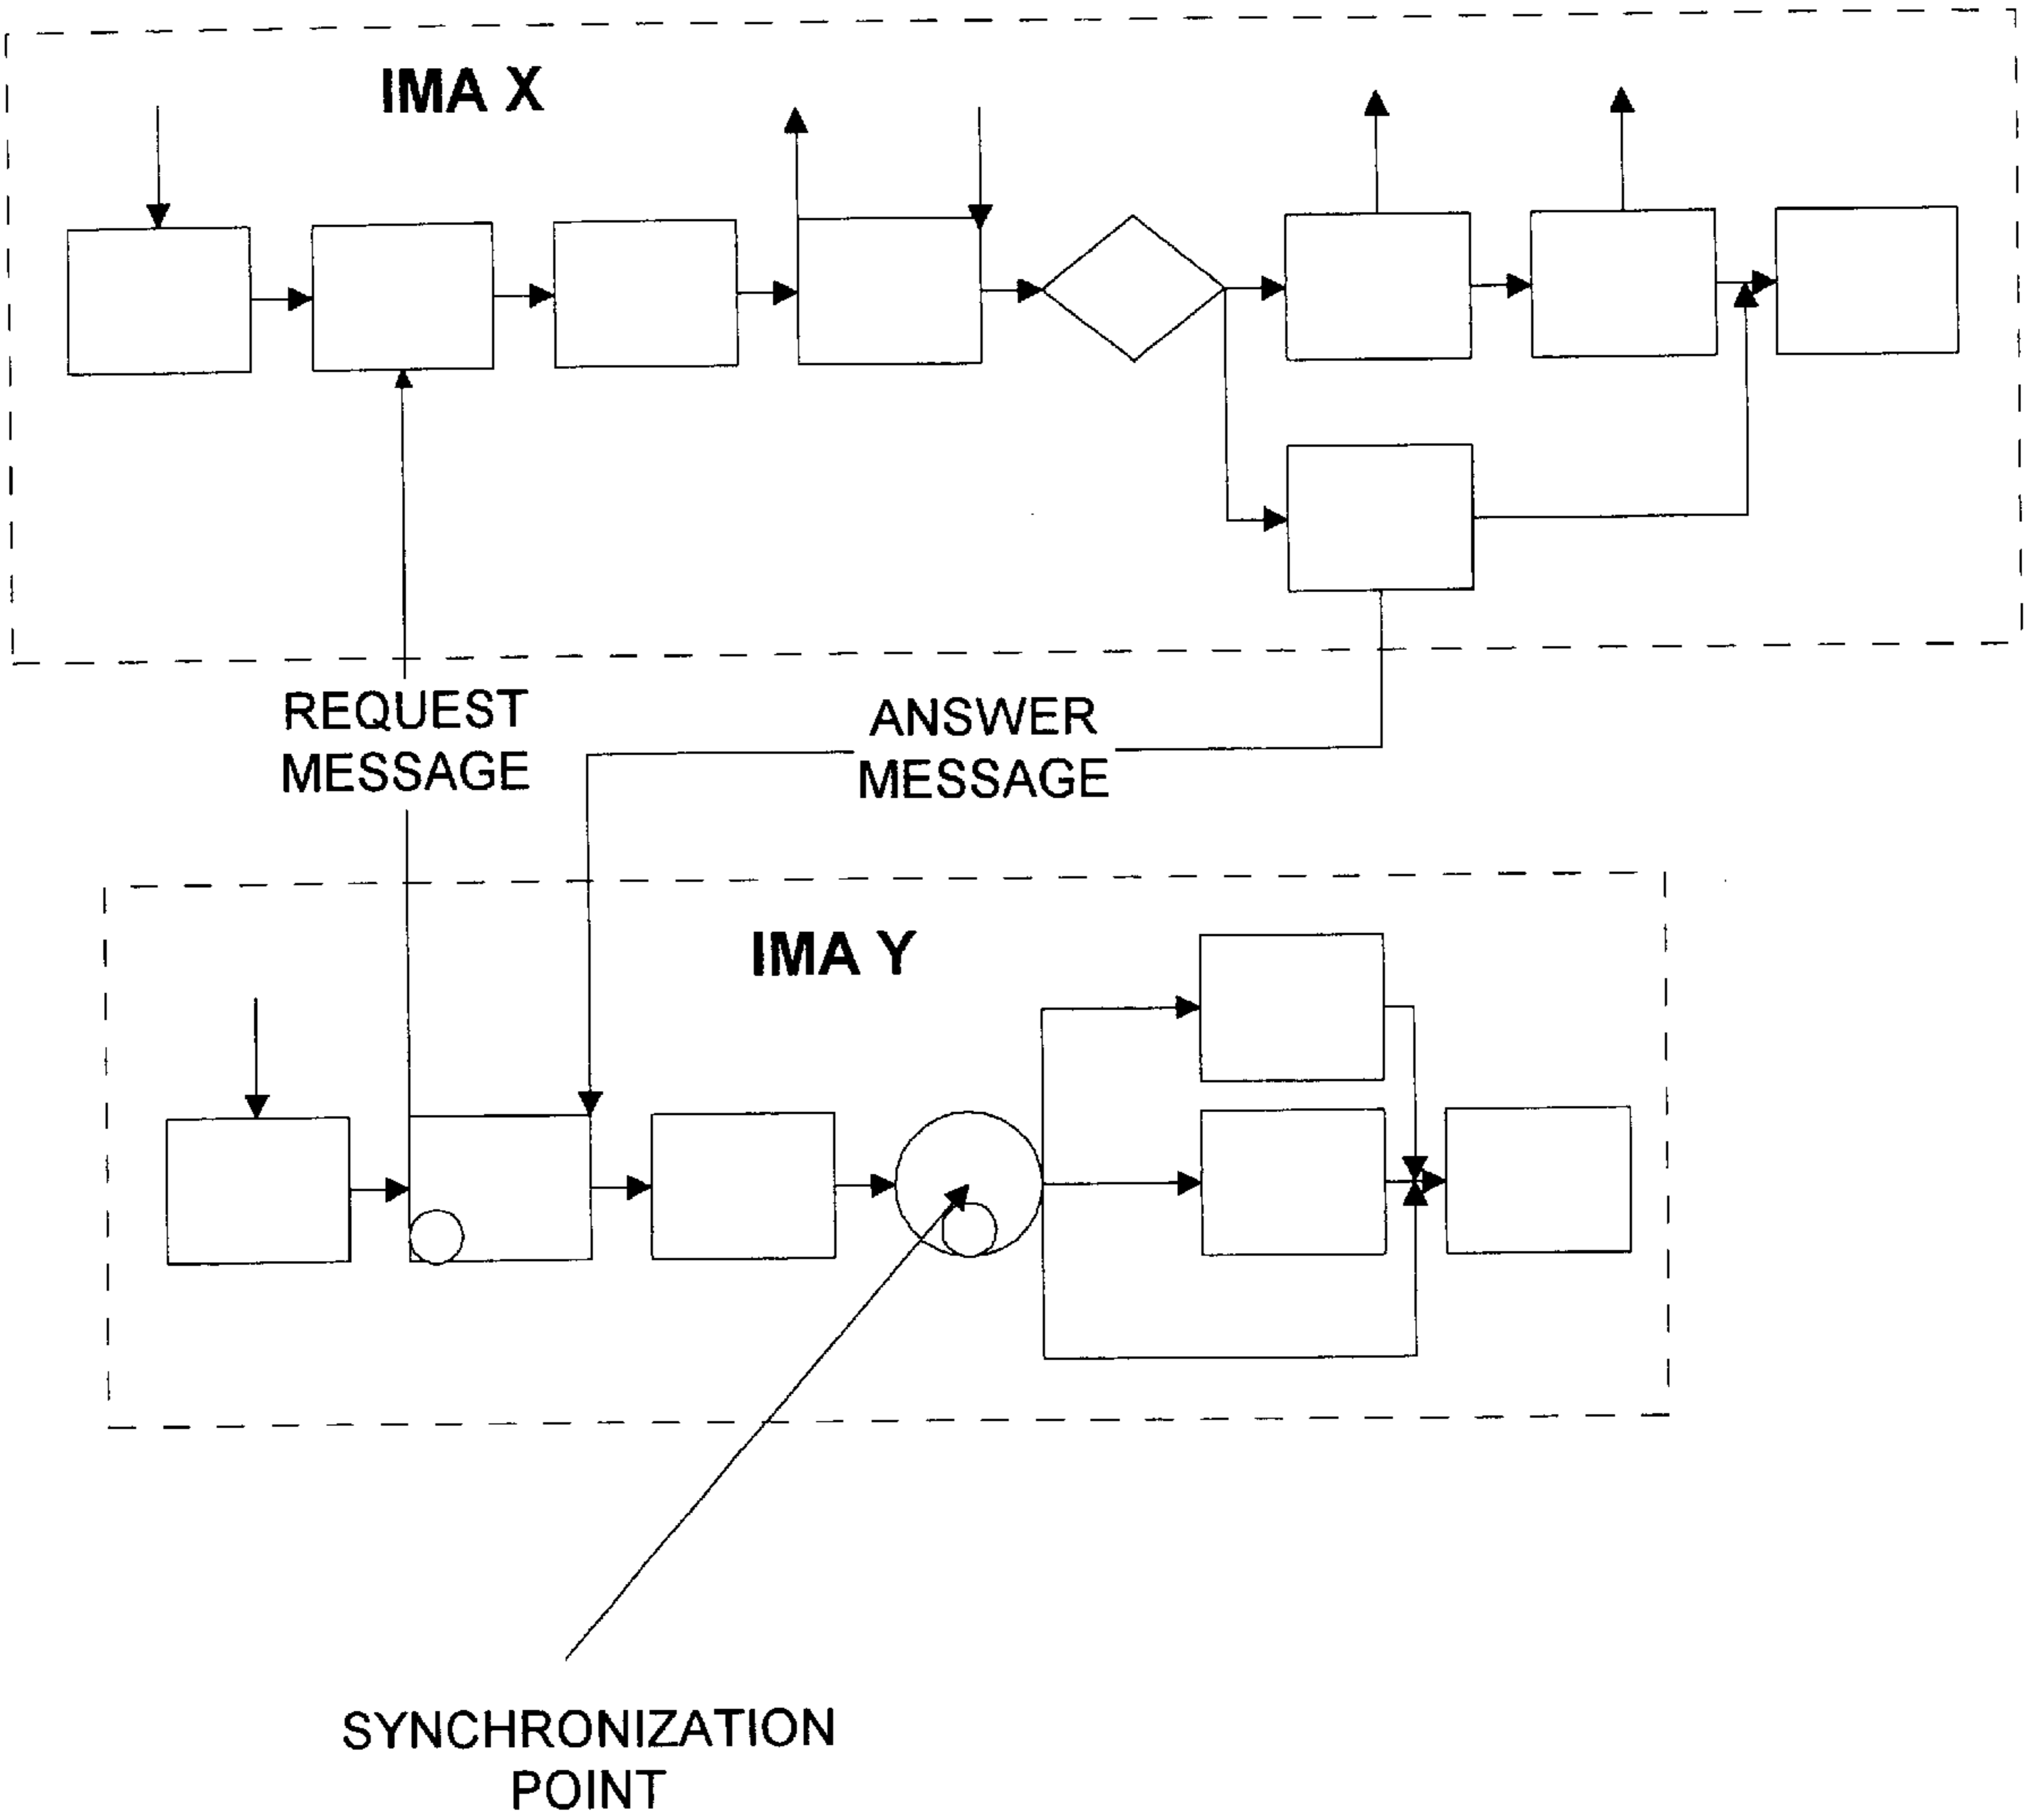 IMA X
REQUEST
MESSAGE
ANSWER
MESSAGE
IMA Y
SYNCHRONIZATION
POINT